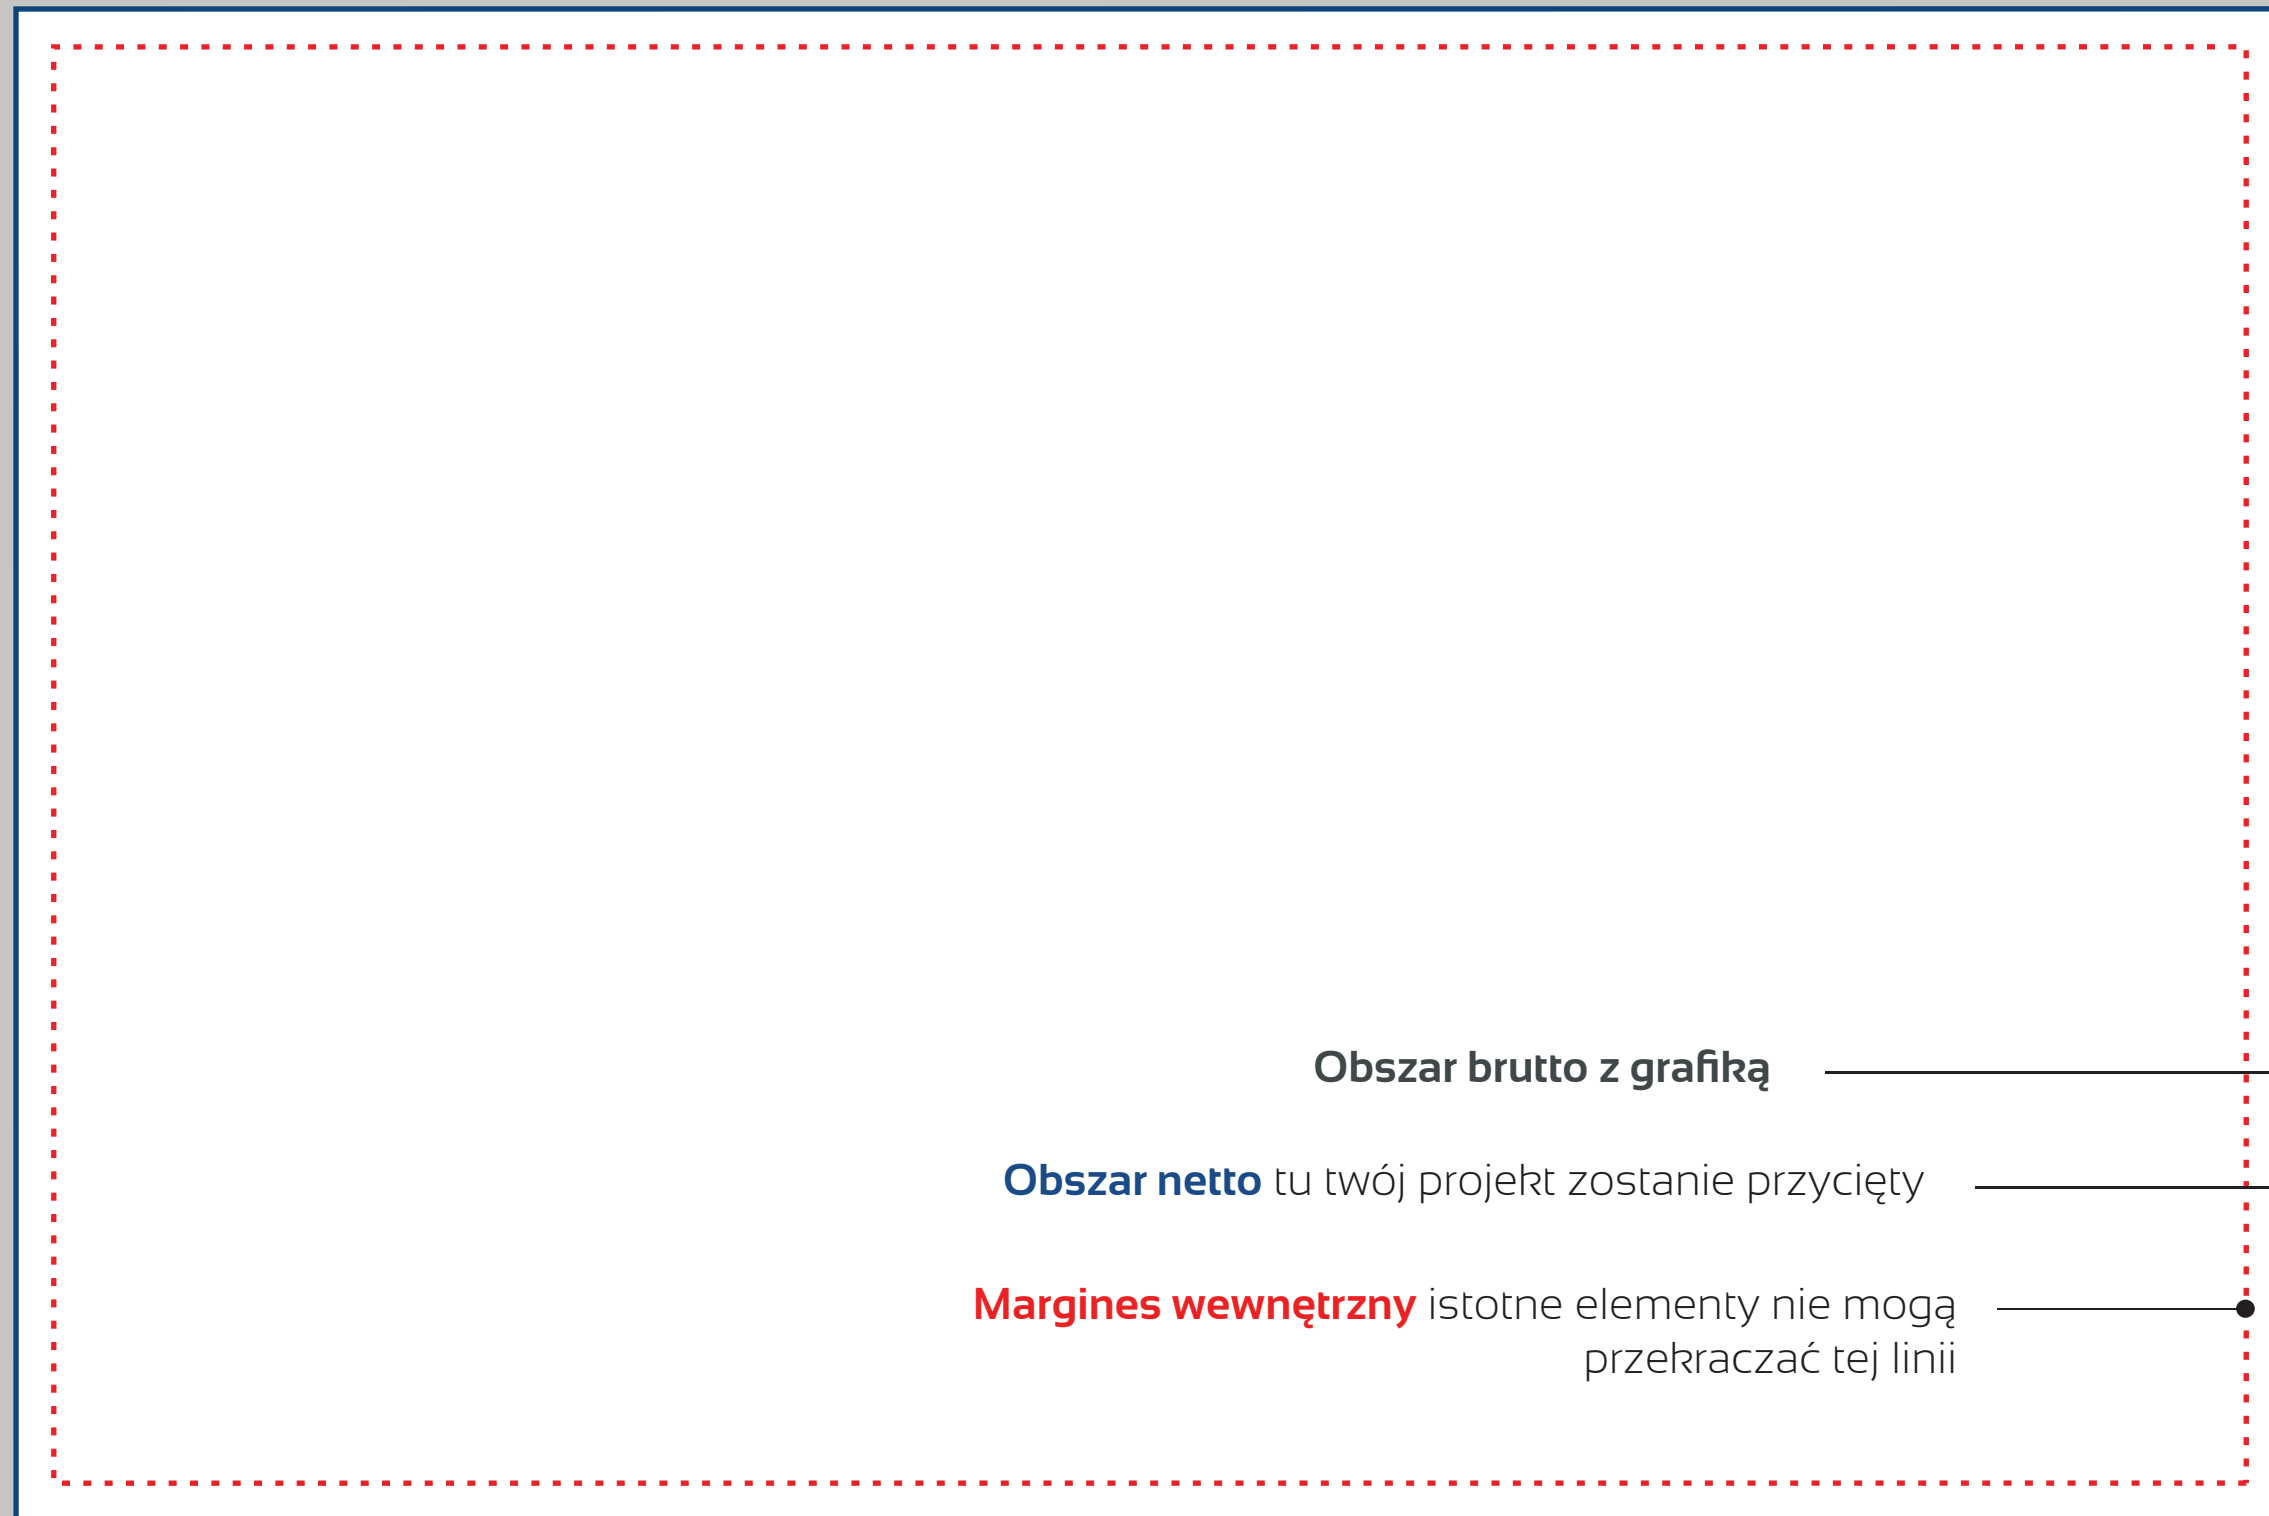 Obszar brutto z grafiką
Obszar netto tu twój projekt zostanie przycięty
Margines wewnętrzny istotne elementy nie mogą
przekraczać tej linii